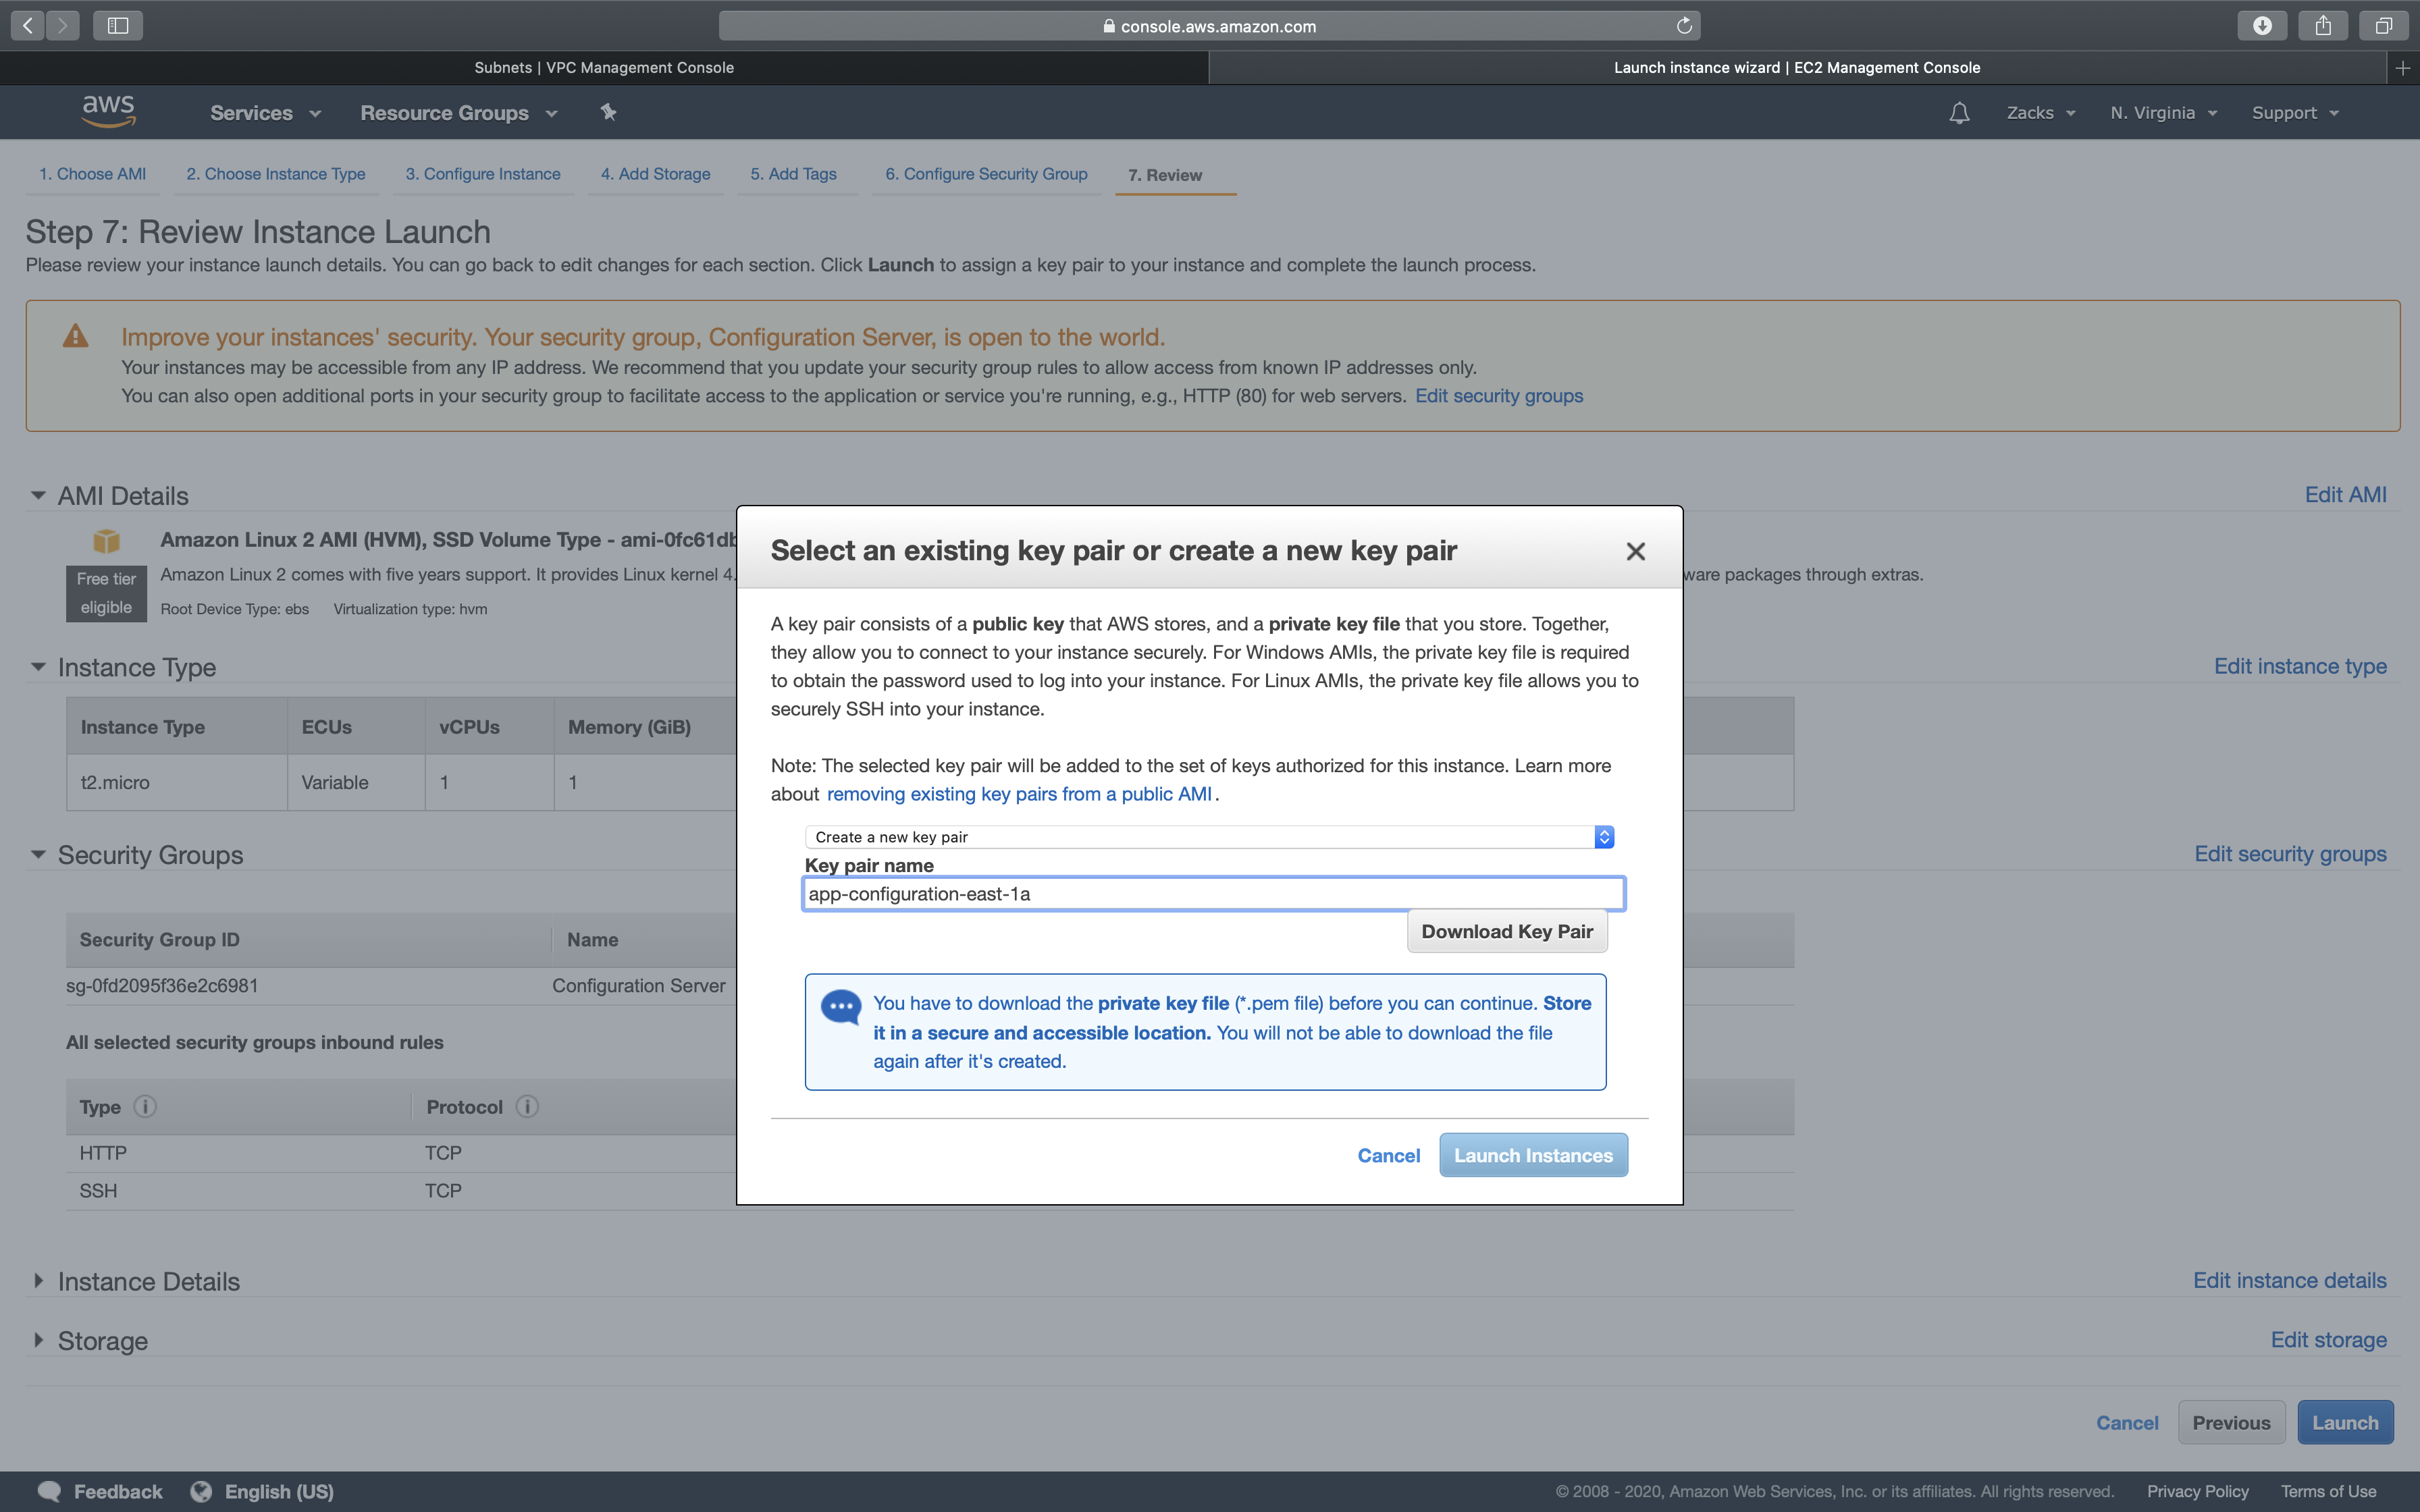 console.aws.amazon.com
Subnets | VPC Management Console
Launch instance wizard | EC2 Management Console
aws
Services
Resource Groups
Zacks
N. Virginia
Support
1. Choose AMI
2. Choose Instance Type
3. Configure Instance
4. Add Storage
5. Add Tags
6. Configure Security Group
7. Review
Step 7: Review Instance Launch
Please review your instance launch details. You can go back to edit changes for each section. Click Launch to assign a key pair to your instance and complete the launch process.
Improve your instances' security. Your security group, Configuration Server, is open to the world.
Your instances may be accessible from any IP address. We recommend that you update your security group rules to allow access from known IP addresses only.
You can also open additional ports in your security group to facilitate access to the application or service you're running, e.g., HTTP (80) for web servers. Edit security groups
AMI Details
Edit AMI
Amazon Linux 2 AMI (HVM), SSD Volume Type - ami-0fc61db
Free tier
eligible
Amazon Linux 2 comes with five years support. It provides Linux kernel 4.
ware packages through extras.
Root Device Type: ebs Virtualization type: hvm
Instance Type
Edit instance type
Instance Type ECUs vCPUs Memory (GiB)
t2.micro Variable 1 1
Security Groups
Edit security groups
Security Group ID Name
sg-0fd2095f36e2c6981 Configuration Server
All selected security groups inbound rules
Type Protocol
HTTP TCP
SSH TCP
Select an existing key pair or create a new key pair
A key pair consists of a public key that AWS stores, and a private key file that you store. Together,
they allow you to connect to your instance securely. For Windows AMIs, the private key file is required
to obtain the password used to log into your instance. For Linux AMIs, the private key file allows you to
securely SSH into your instance.
Note: The selected key pair will be added to the set of keys authorized for this instance. Learn more
about removing existing key pairs from a public AMI .
Create a new key pair
Key pair name
app-configuration-east-1a
Download Key Pair
You have to download the private key file (*.pem file) before you can continue. Store
it in a secure and accessible location. You will not be able to download the file
again after it's created.
Cancel
Launch Instances
Instance Details
Edit instance details
Storage
Edit storage
Cancel
Previous
Launch
Feedback
English (US)
© 2008 - 2020, Amazon Web Services, Inc. or its affiliates. All rights reserved.
Privacy Policy
Terms of Use